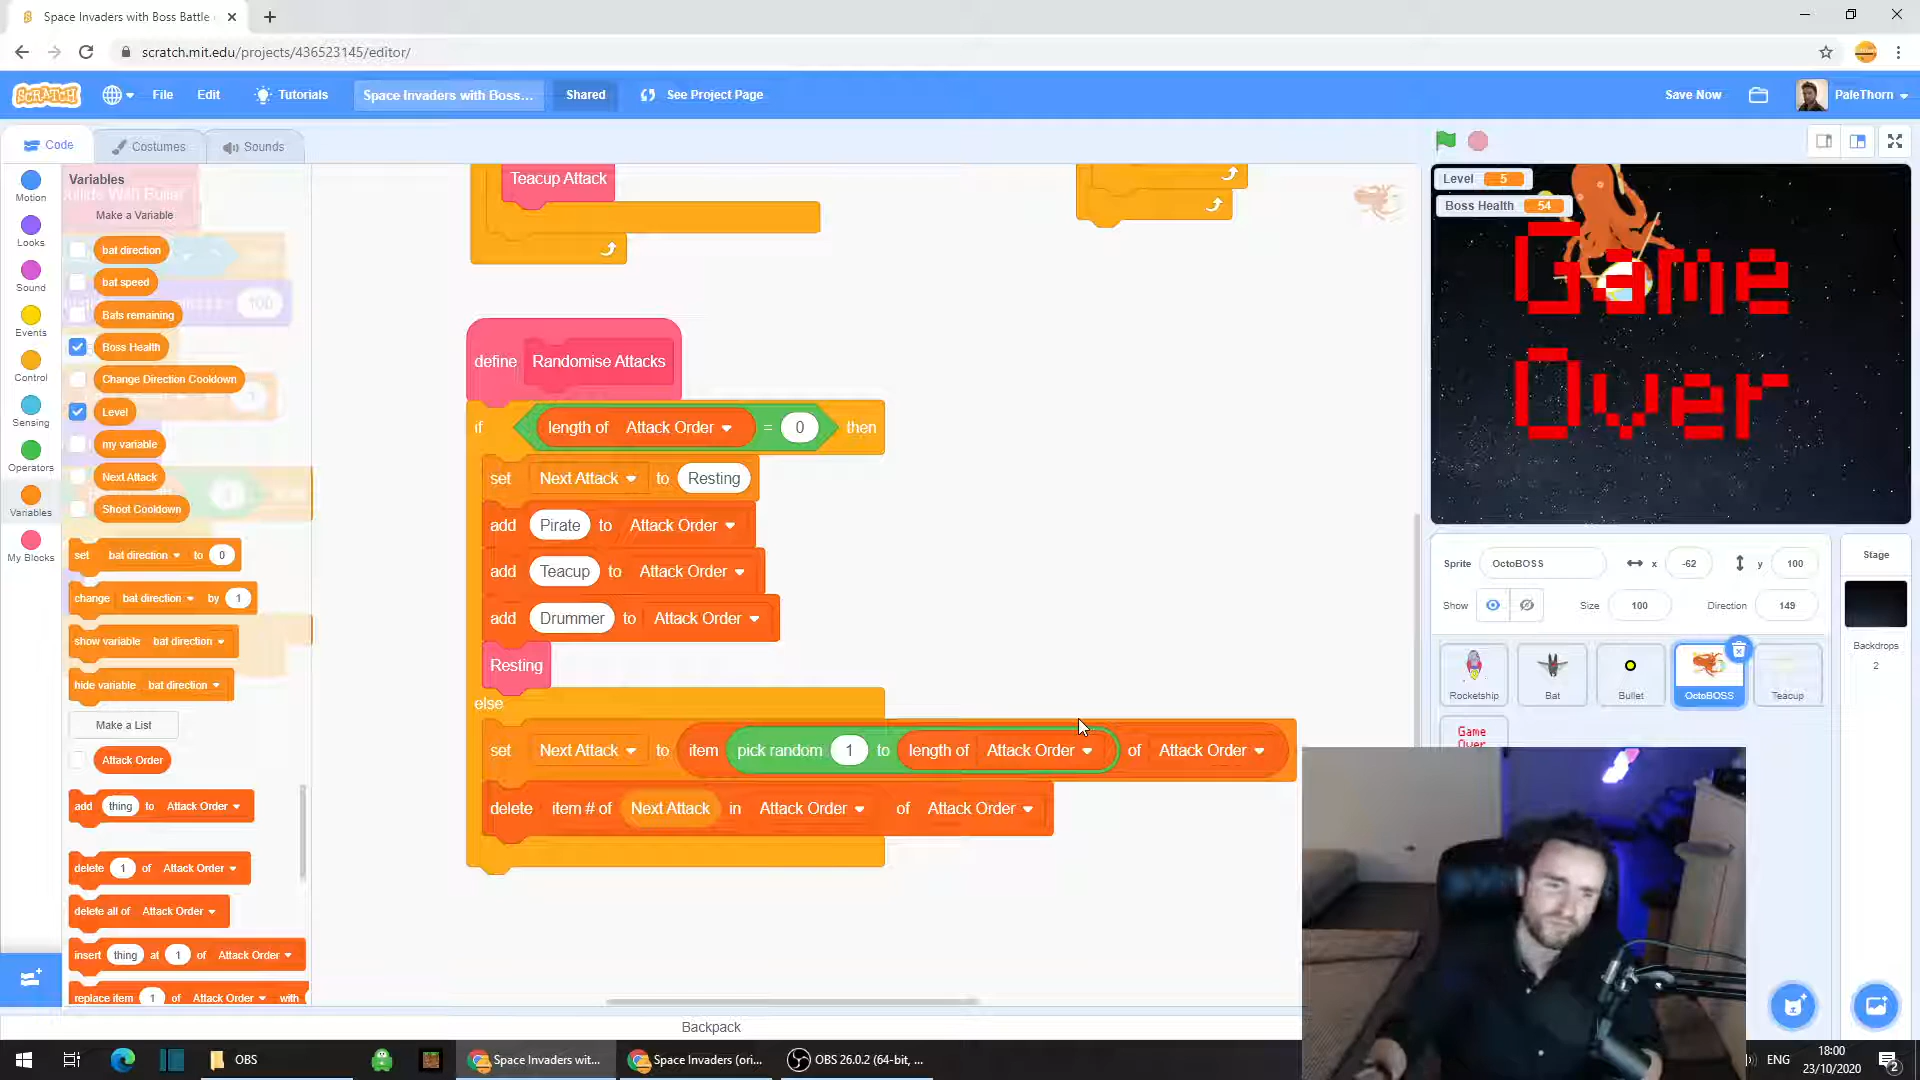 Space Invaders with Boss Battle
scratch.mit.edu/projects/436523145/editor/
SCRATCH
File
Edit
Tutorials
Space Invaders with Boss...
Shared
See Project Page
Save Now
PaleThorn
Code
Costumes
Sounds
Motion
Looks
Sound
Events
Control
Sensing
Operators
Variables
My Blocks
Variables
Make a Variable
bat direction
bat speed
100
Bats remaining
Boss Health
Change Direction Cooldown
Level
my variable
Next Attack
Shoot Cooldown
set bat direction to 0
change bat direction by 1
show variable bat direction
hide variable bat direction
Make a List
Attack Order
add thing to Attack Order
delete 1 of Attack Order
delete all of Attack Order
insert thing at 1 of Attack Order
replace item 1 of Attack Order with
Teacup Attack
define Randomise Attacks
if length of Attack Order = 0 then
set Next Attack to Resting
add Pirate to Attack Order
add Teacup to Attack Order
add Drummer to Attack Order
Resting
else
set Next Attack to item pick random 1 to length of Attack Order of Attack Order
delete item # of Next Attack in Attack Order of Attack Order
Backpack
Level 5
Boss Health 54
Game
Over
Sprite OctoBOSS x -62 y 100
Show Size 100 Direction 149
Rocketship
Bat
Bullet
OctoBOSS
Teacup
Game
Over
Stage
Backdrops
2
OBS
Space Invaders wit...
Space Invaders (ori...
OBS 26.0.2 (64-bit, ...
ENG
18:00
23/10/2020
2